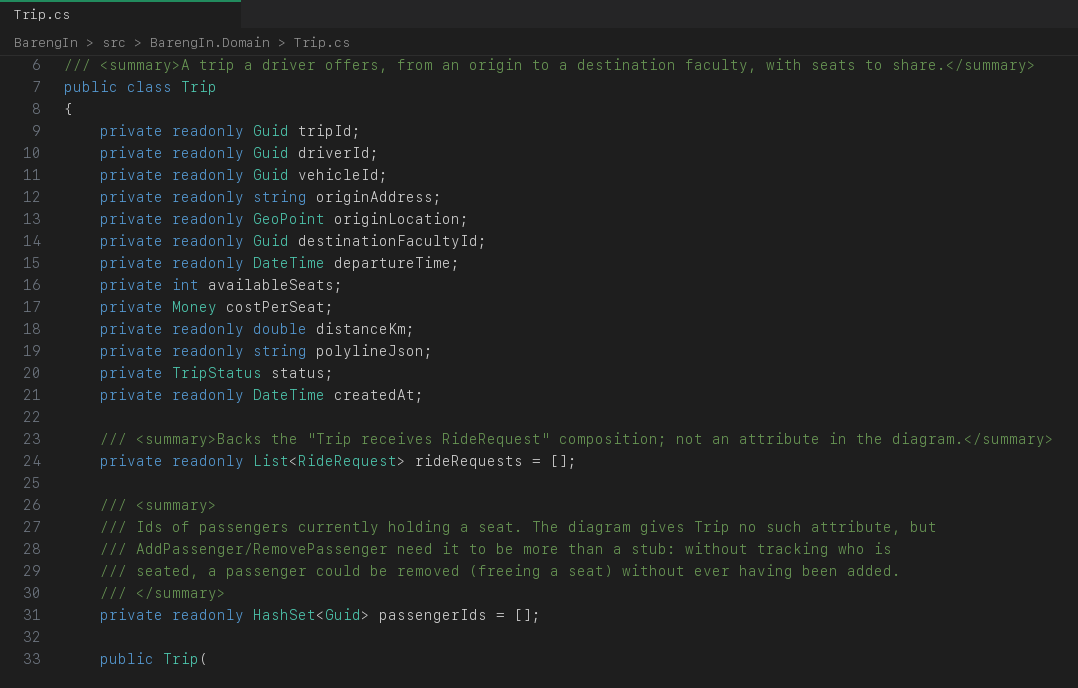 Trip.cs
BarengIn > src > BarengIn.Domain > Trip.cs
6 /// <summary>A trip a driver offers, from an origin to a destination faculty, with seats to share.</summary>
7 public class Trip
8 {
9 private readonly Guid tripId;
10 private readonly Guid driverId;
11 private readonly Guid vehicleId;
12 private readonly string originAddress;
13 private readonly GeoPoint originLocation;
14 private readonly Guid destinationFacultyId;
15 private readonly DateTime departureTime;
16 private int availableSeats;
17 private Money costPerSeat;
18 private readonly double distanceKm;
19 private readonly string polylineJson;
20 private TripStatus status;
21 private readonly DateTime createdAt;
22
23 /// <summary>Backs the "Trip receives RideRequest" composition; not an attribute in the diagram.</summary>
24 private readonly List<RideRequest> rideRequests = [];
25
26 /// <summary>
27 /// Ids of passengers currently holding a seat. The diagram gives Trip no such attribute, but
28 /// AddPassenger/RemovePassenger need it to be more than a stub: without tracking who is
29 /// seated, a passenger could be removed (freeing a seat) without ever having been added.
30 /// </summary>
31 private readonly HashSet<Guid> passengerIds = [];
32
33 public Trip(